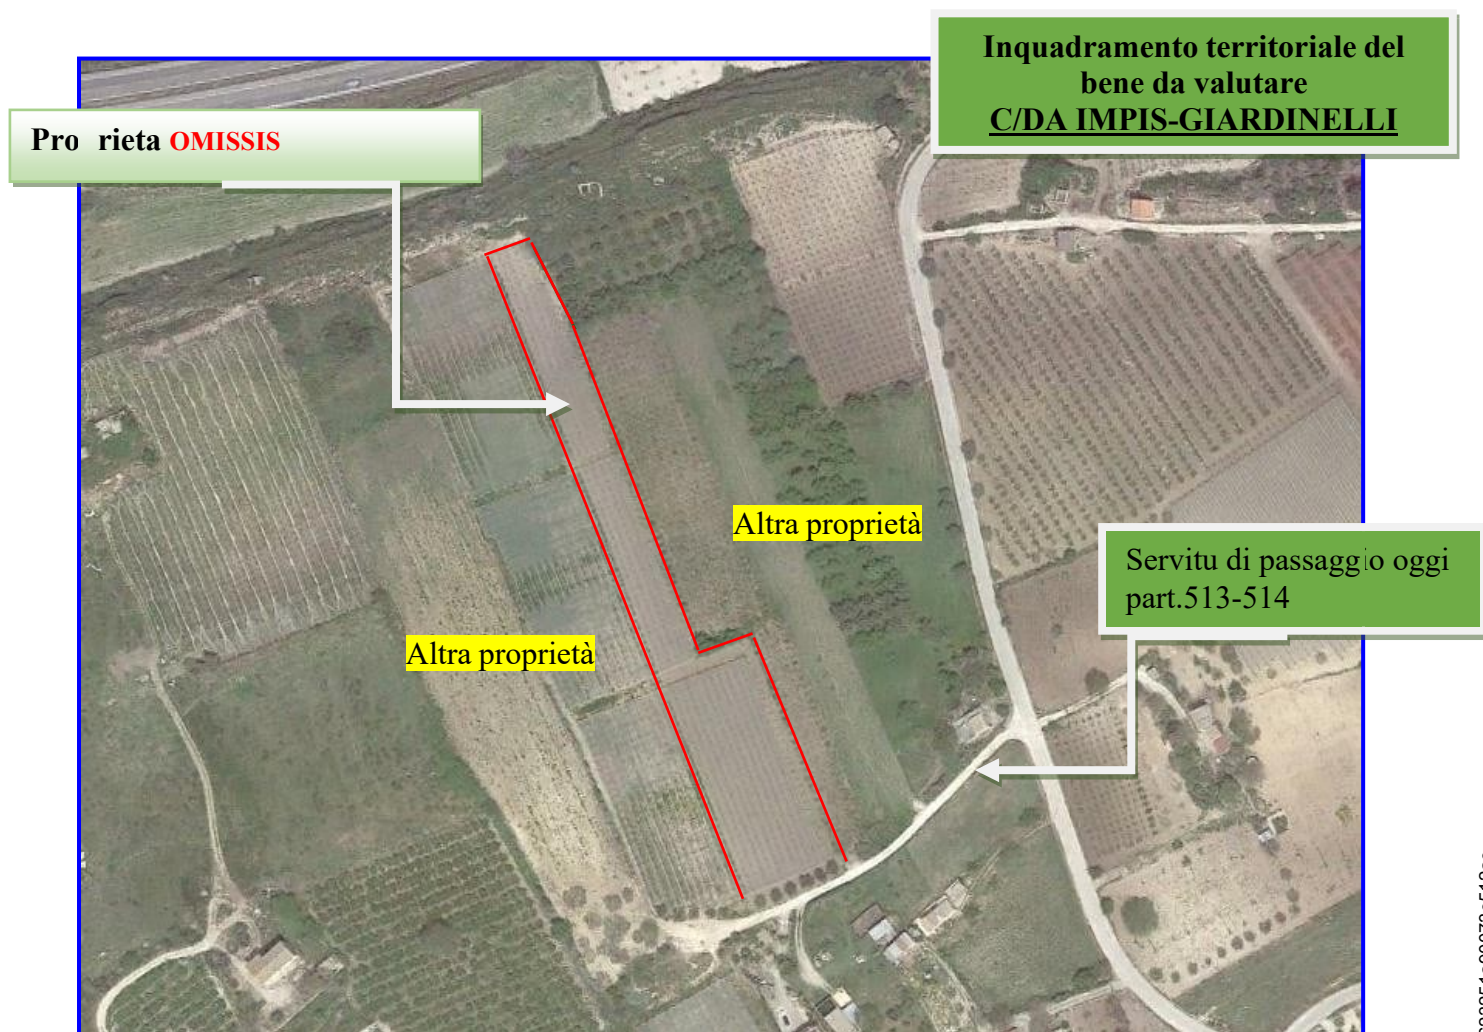 Inquadramento territoriale del
bene da valutare
C/DA IMPIS-GIARDINELLI
Pro rieta OMISSIS
Altra proprietà
Servitu di passaggio oggi
part.513-514
Altra proprietà